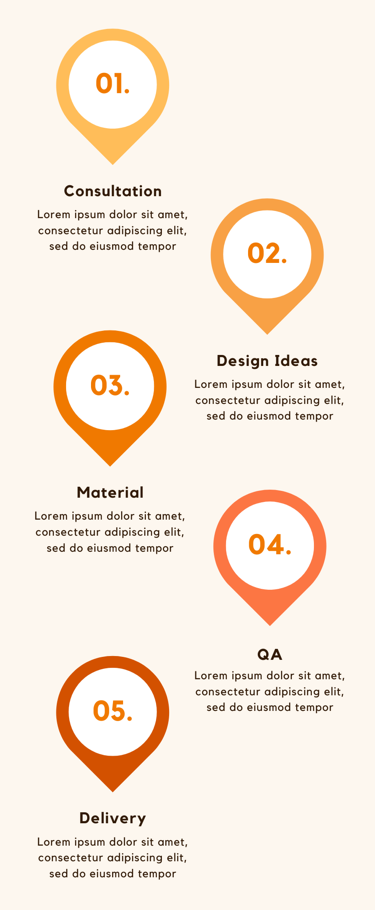 01.
Consultation
Lorem ipsum dolor sit amet,
consectetur adipiscing elit,
sed do eiusmod tempor
02.
Design Ideas
Lorem ipsum dolor sit amet,
consectetur adipiscing elit,
sed do eiusmod tempor
03.
Material
Lorem ipsum dolor sit amet,
consectetur adipiscing elit,
sed do eiusmod tempor
04.
QA
Lorem ipsum dolor sit amet,
consectetur adipiscing elit,
sed do eiusmod tempor
05.
Delivery
Lorem ipsum dolor sit amet,
consectetur adipiscing elit,
sed do eiusmod tempor